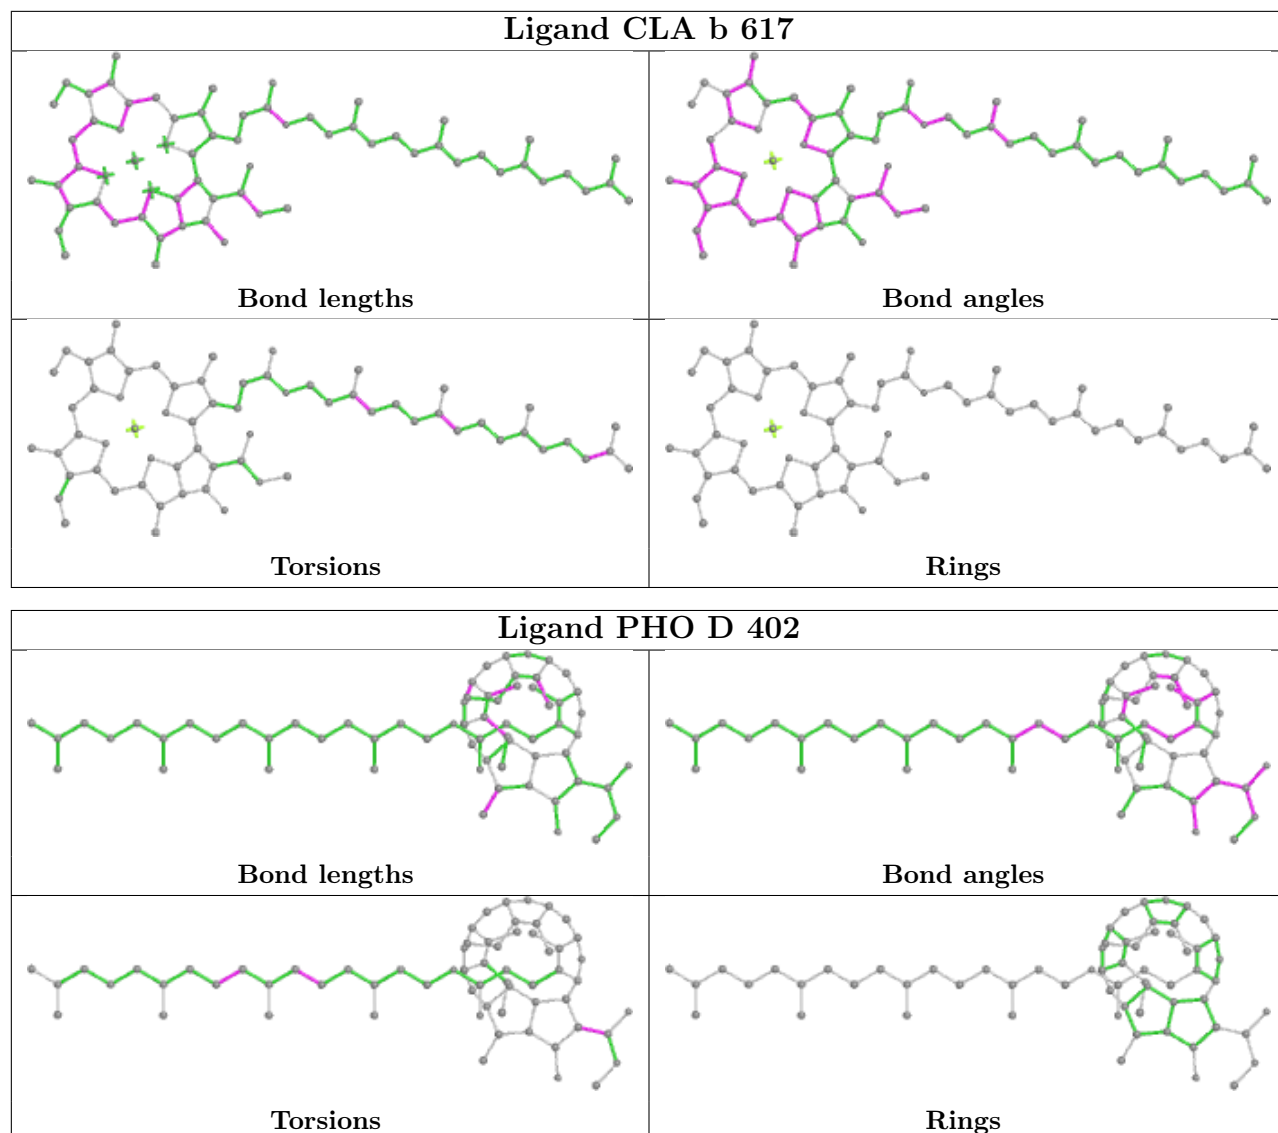 Ligand CLA b 617
Bond lengths
Bond angles
Torsions
Rings
Ligand PHO D 402
Bond lengths
Bond angles
Torsions
Rings